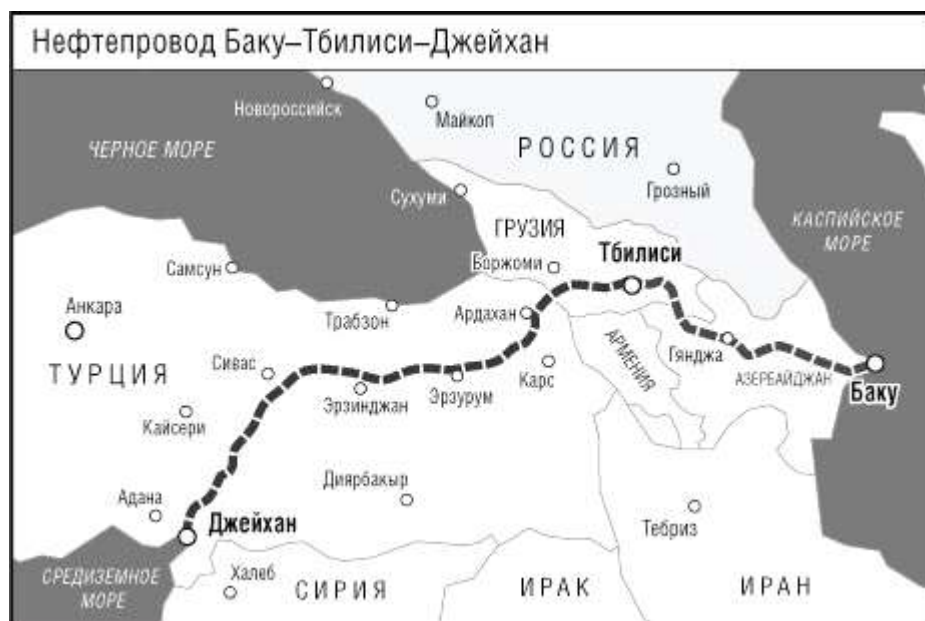 Нефтепровод Баку–Тбилиси–Джейхан
Новороссийск
Майкоп
ЧЕРНОЕ МОРЕ
РОССИЯ
Грозный
Сухуми
КАСПИЙСКОЕ
МОРЕ
ГРУЗИЯ
Тбилиси
Боржоми
Самсун
Анкара
Трабзон
Ардахан
АРМЕНИЯ
Гянджа
ТУРЦИЯ
Сивас
Карс
АЗЕРБАЙДЖАН
Баку
Эрзинджан
Эрзурум
Кайсери
Диярбакыр
Адана
Джейхан
Тебриз
СРЕДИЗЕМНОЕ
МОРЕ
Халеб
СИРИЯ
ИРАК
ИРАН